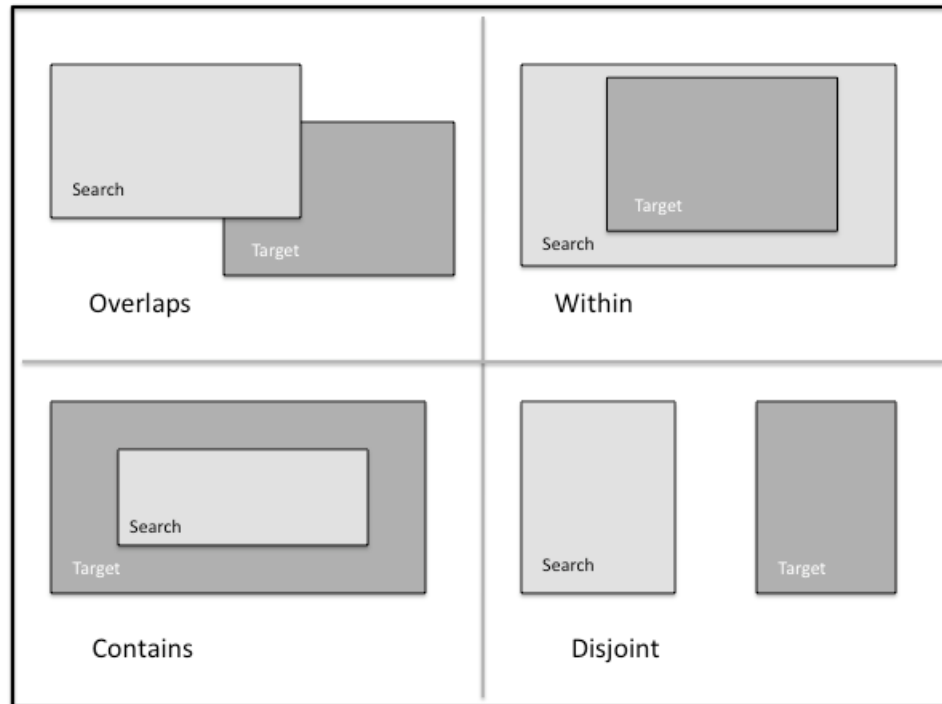 Search
Target
Overlaps
Target
Search
Within
Search
Target
Contains
Search
Target
Disjoint